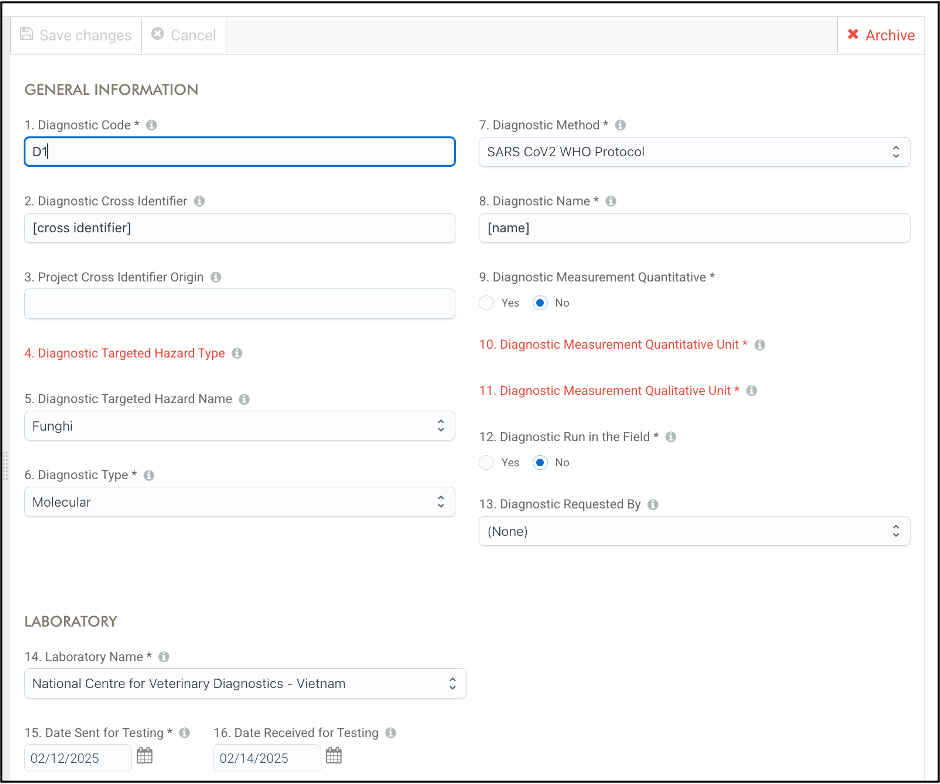 Save changes
Cancel
Archive
GENERAL INFORMATION
1. Diagnostic Code *
D1
2. Diagnostic Cross Identifier
[cross identifier]
3. Project Cross Identifier Origin
4. Diagnostic Targeted Hazard Type
5. Diagnostic Targeted Hazard Name
Funghi
6. Diagnostic Type *
Molecular
7. Diagnostic Method *
SARS CoV2 WHO Protocol
8. Diagnostic Name *
[name]
9. Diagnostic Measurement Quantitative *
Yes No
10. Diagnostic Measurement Quantitative Unit *
11. Diagnostic Measurement Qualitative Unit *
12. Diagnostic Run in the Field *
Yes No
13. Diagnostic Requested By
(None)
LABORATORY
14. Laboratory Name *
National Centre for Veterinary Diagnostics - Vietnam
15. Date Sent for Testing *
02/12/2025
16. Date Received for Testing
02/14/2025